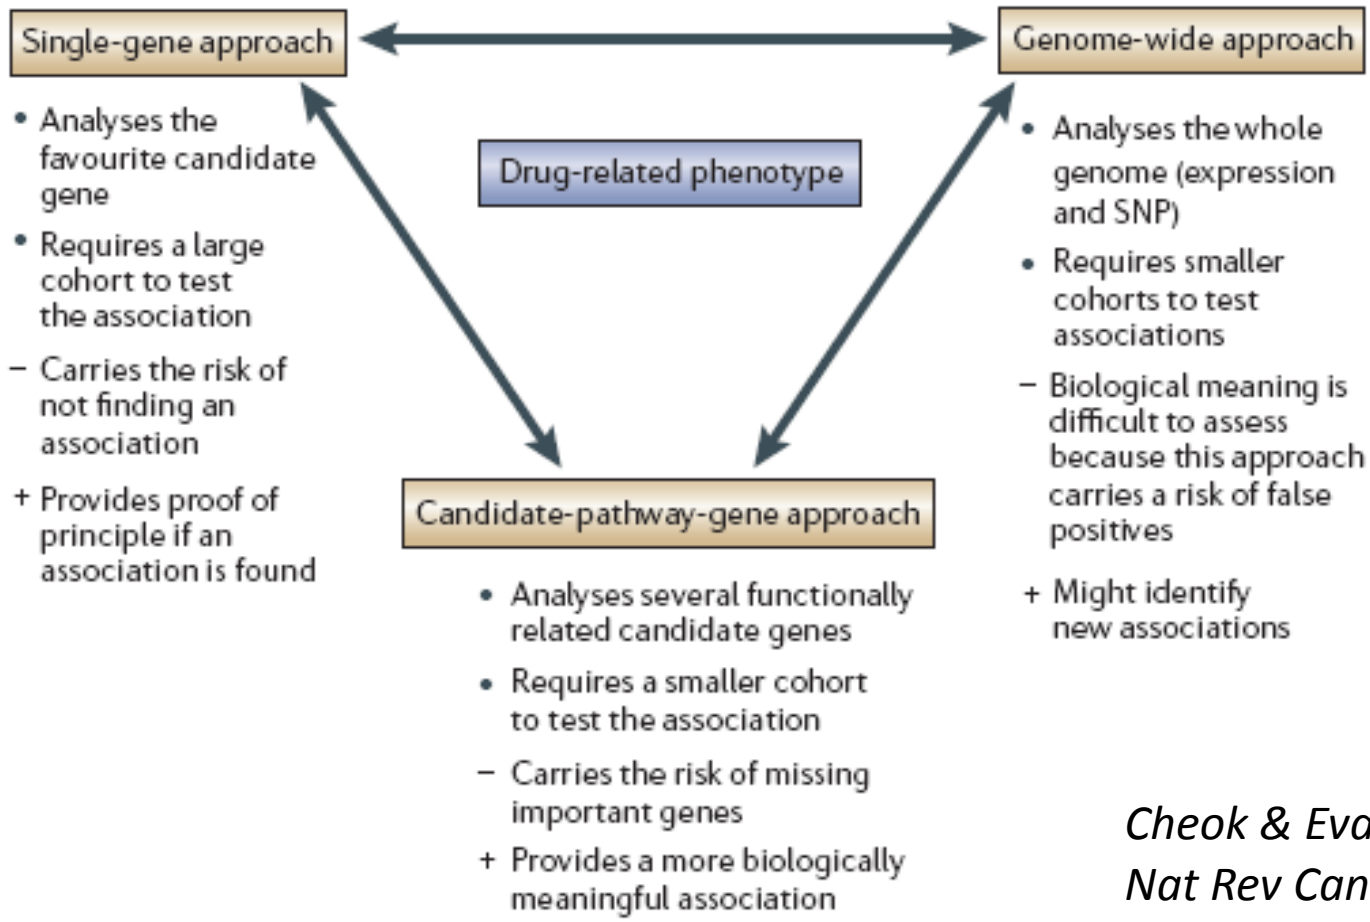 Single-gene approach
• Analyses the
favourite candidate
gene
• Requires a large
cohort to test
the association
– Carries the risk of
not finding an
association
+ Provides proof of
principle if an
association is found
Drug-related phenotype
Genome-wide approach
• Analyses the whole
genome (expression
and SNP)
• Requires smaller
cohorts to test
associations
– Biological meaning is
difficult to assess
because this approach
carries a risk of false
positives
+ Might identify
new associations
Candidate-pathway-gene approach
• Analyses several functionally
related candidate genes
• Requires a smaller cohort
to test the association
– Carries the risk of missing
important genes
+ Provides a more biologically
meaningful association
Cheok & Eva
Nat Rev Can